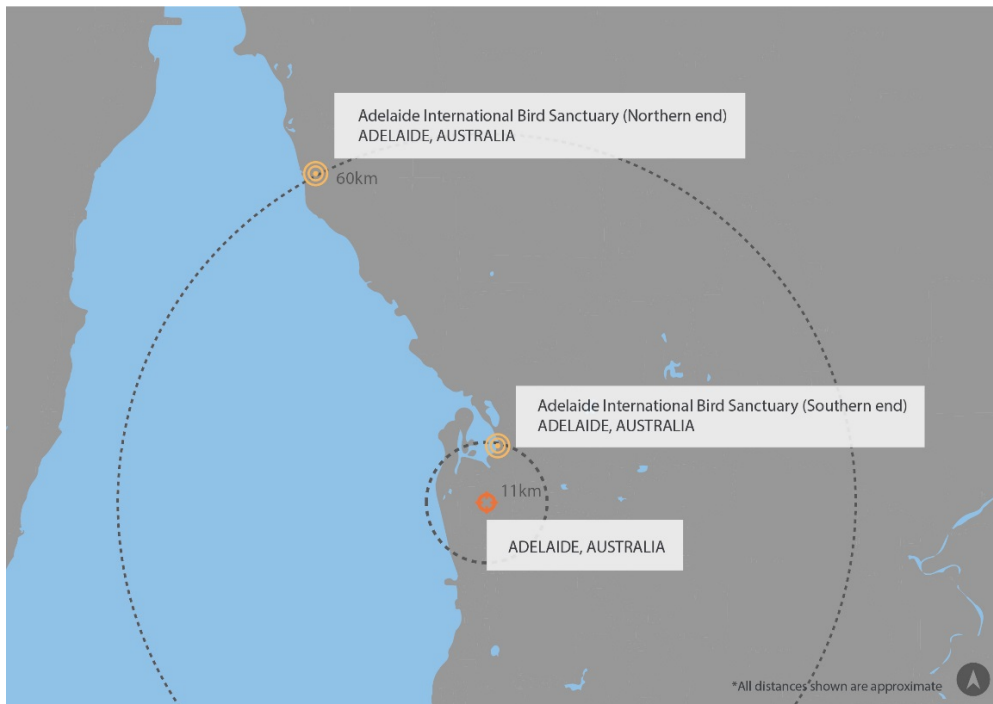 Adelaide International Bird Sanctuary (Northern end)
ADELAIDE, AUSTRALIA
60km
Adelaide International Bird Sanctuary (Southern end)
ADELAIDE, AUSTRALIA
11km
ADELAIDE, AUSTRALIA
*All distances shown are approximate